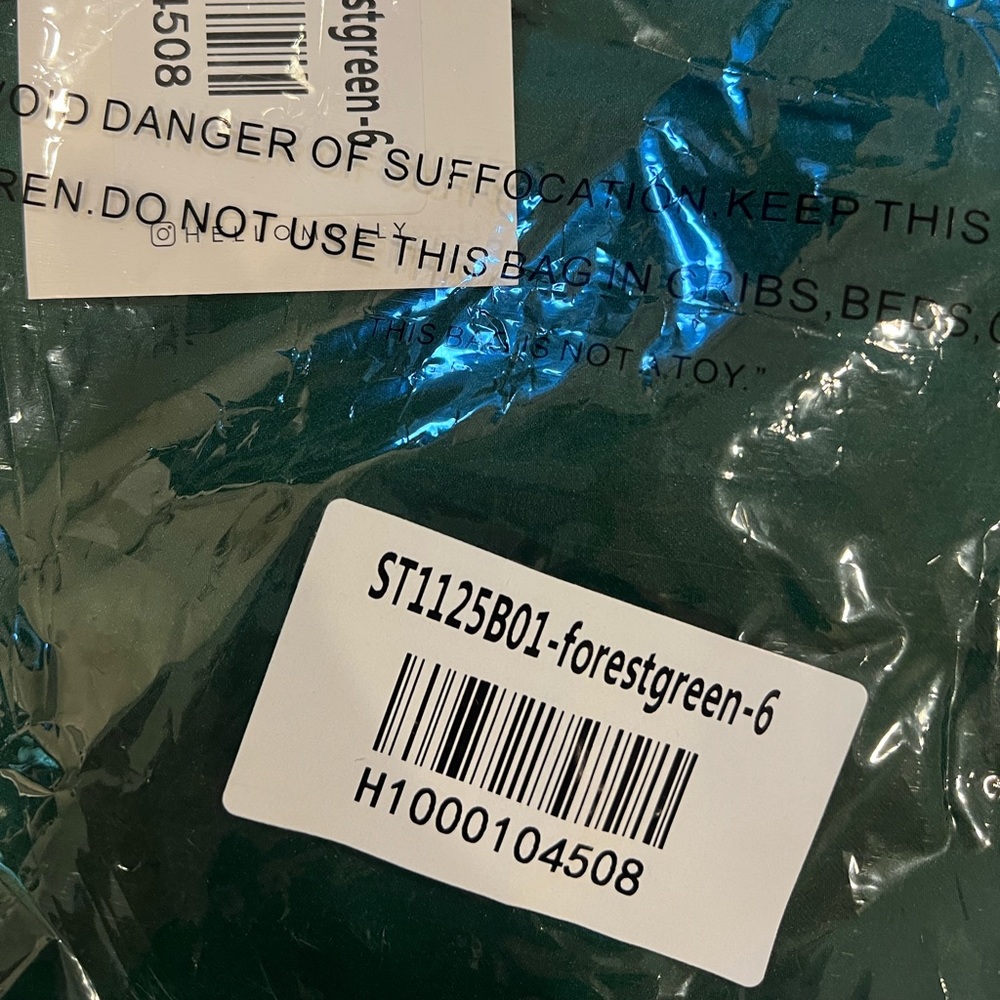 4508
stgreen-6
VOID DANGER OF SUFFOCATION.KEEP THIS
REN.DO NOT USE THIS BAG IN CRIBS,BEDS,C
THIS BAG IS NOT A TOY.”
ST1125B01-forestgreen-6
H1000104508